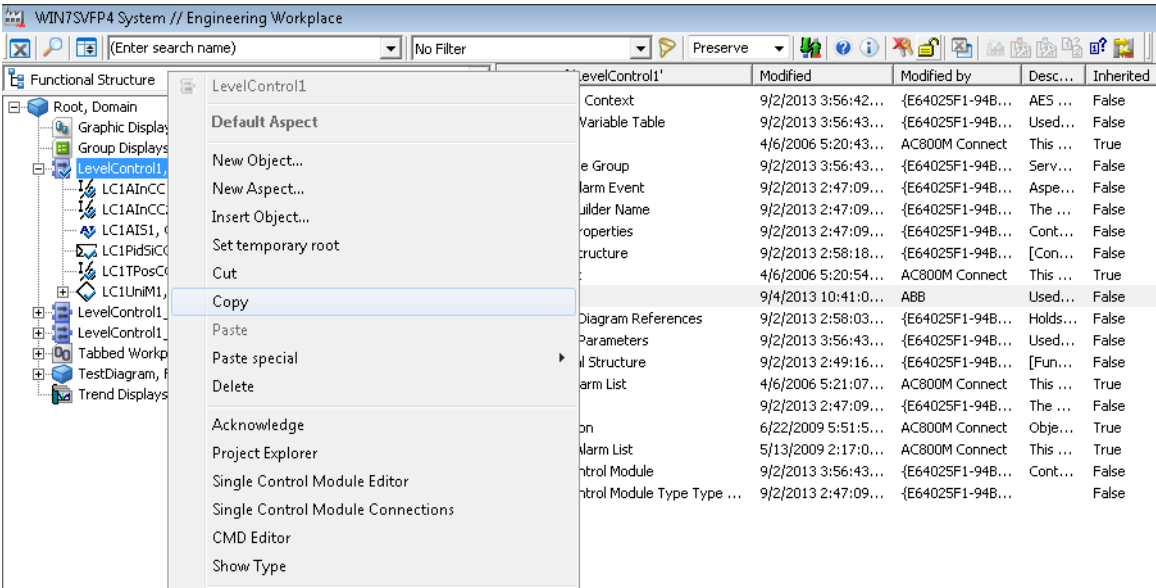 WIN7SVFP4 System // Engineering Workplace
(Enter search name) No Filter Preserve
Functional Structure
Root, Domain
Graphic Display
Group Displays
LevelControl1,
LC1AInCC
LC1AInCC
LC1AIS1,
LC1PidSiCC
LC1TPosC
LC1UniM1,
LevelControl1_
LevelControl1_
Tabbed Workp
TestDiagram, F
Trend Displays
LevelControl1
Default Aspect
New Object...
New Aspect...
Insert Object...
Set temporary root
Cut
Copy
Paste
Paste special
Delete
Acknowledge
Project Explorer
Single Control Module Editor
Single Control Module Connections
CMD Editor
Show Type
'LevelControl1' Modified Modified by Desc... Inherited
Context 9/2/2013 3:56:42... {E64025F1-94B... AES ... False
Variable Table 9/2/2013 3:56:43... {E64025F1-94B... Used... False
4/6/2006 5:20:43... AC800M Connect This ... True
e Group 9/2/2013 3:56:43... {E64025F1-94B... Serv... False
larm Event 9/2/2013 2:47:09... {E64025F1-94B... Aspe... False
uilder Name 9/2/2013 2:47:09... {E64025F1-94B... The ... False
roperties 9/2/2013 2:47:09... {E64025F1-94B... Cont... False
ructure 9/2/2013 2:58:18... {E64025F1-94B... [Con... False
4/6/2006 5:20:54... AC800M Connect This ... True
9/4/2013 10:41:0... ABB Used... False
Diagram References 9/2/2013 2:58:03... {E64025F1-94B... Holds... False
Parameters 9/2/2013 3:56:43... {E64025F1-94B... Used... False
l Structure 9/2/2013 2:49:16... {E64025F1-94B... [Fun... False
arm List 4/6/2006 5:21:07... AC800M Connect This ... True
9/2/2013 2:47:09... {E64025F1-94B... The ... False
on 6/22/2009 5:51:5... AC800M Connect Obje... True
Alarm List 5/13/2009 2:17:0... AC800M Connect This ... True
ntrol Module 9/2/2013 3:56:43... {E64025F1-94B... Cont... False
ntrol Module Type Type ... 9/2/2013 2:47:09... {E64025F1-94B... False